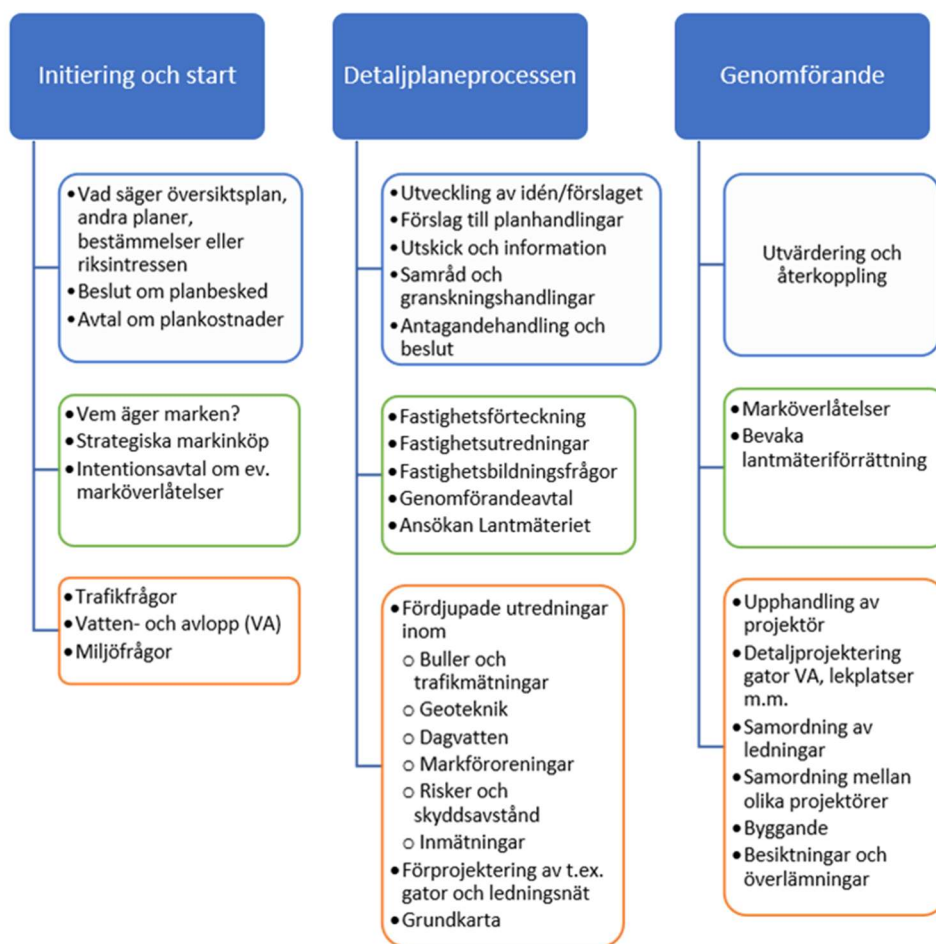 Initiering och start
• Vad säger översiktsplan,
andra planer,
bestämmelser eller
riksintressen
• Beslut om planbesked
• Avtal om plankostnader
• Vem äger marken?
• Strategiska markinköp
• Intentionsavtal om ev.
marköverlåtelser
• Trafikfrågor
• Vatten- och avlopp (VA)
• Miljöfrågor
Detaljplaneprocessen
• Utveckling av idén/förslaget
• Förslag till planhandlingar
• Utskick och information
• Samråd och
granskningshandlingar
• Antagandehandling och
beslut
• Fastighetsförteckning
• Fastighetsutredningar
• Fastighetsbildningsfrågor
• Genomförandeavtal
• Ansökan Lantmäteriet
• Fördjupade utredningar
inom
○ Buller och
trafikmätningar
○ Geoteknik
○ Dagvatten
○ Markföroreningar
○ Risker och
skyddsavstånd
○ Inmätningar
• Förprojektering av t.ex.
gator och ledningsnät
• Grundkarta
Genomförande
Utvärdering och
återkoppling
• Marköverlåtelser
• Bevaka
lantmäteriförrättning
• Upphandling av
projektör
• Detaljprojektering
gator VA, lekplatser
m.m.
• Samordning av
ledningar
• Samordning mellan
olika projektörer
• Byggande
• Besiktningar och
överlämningar